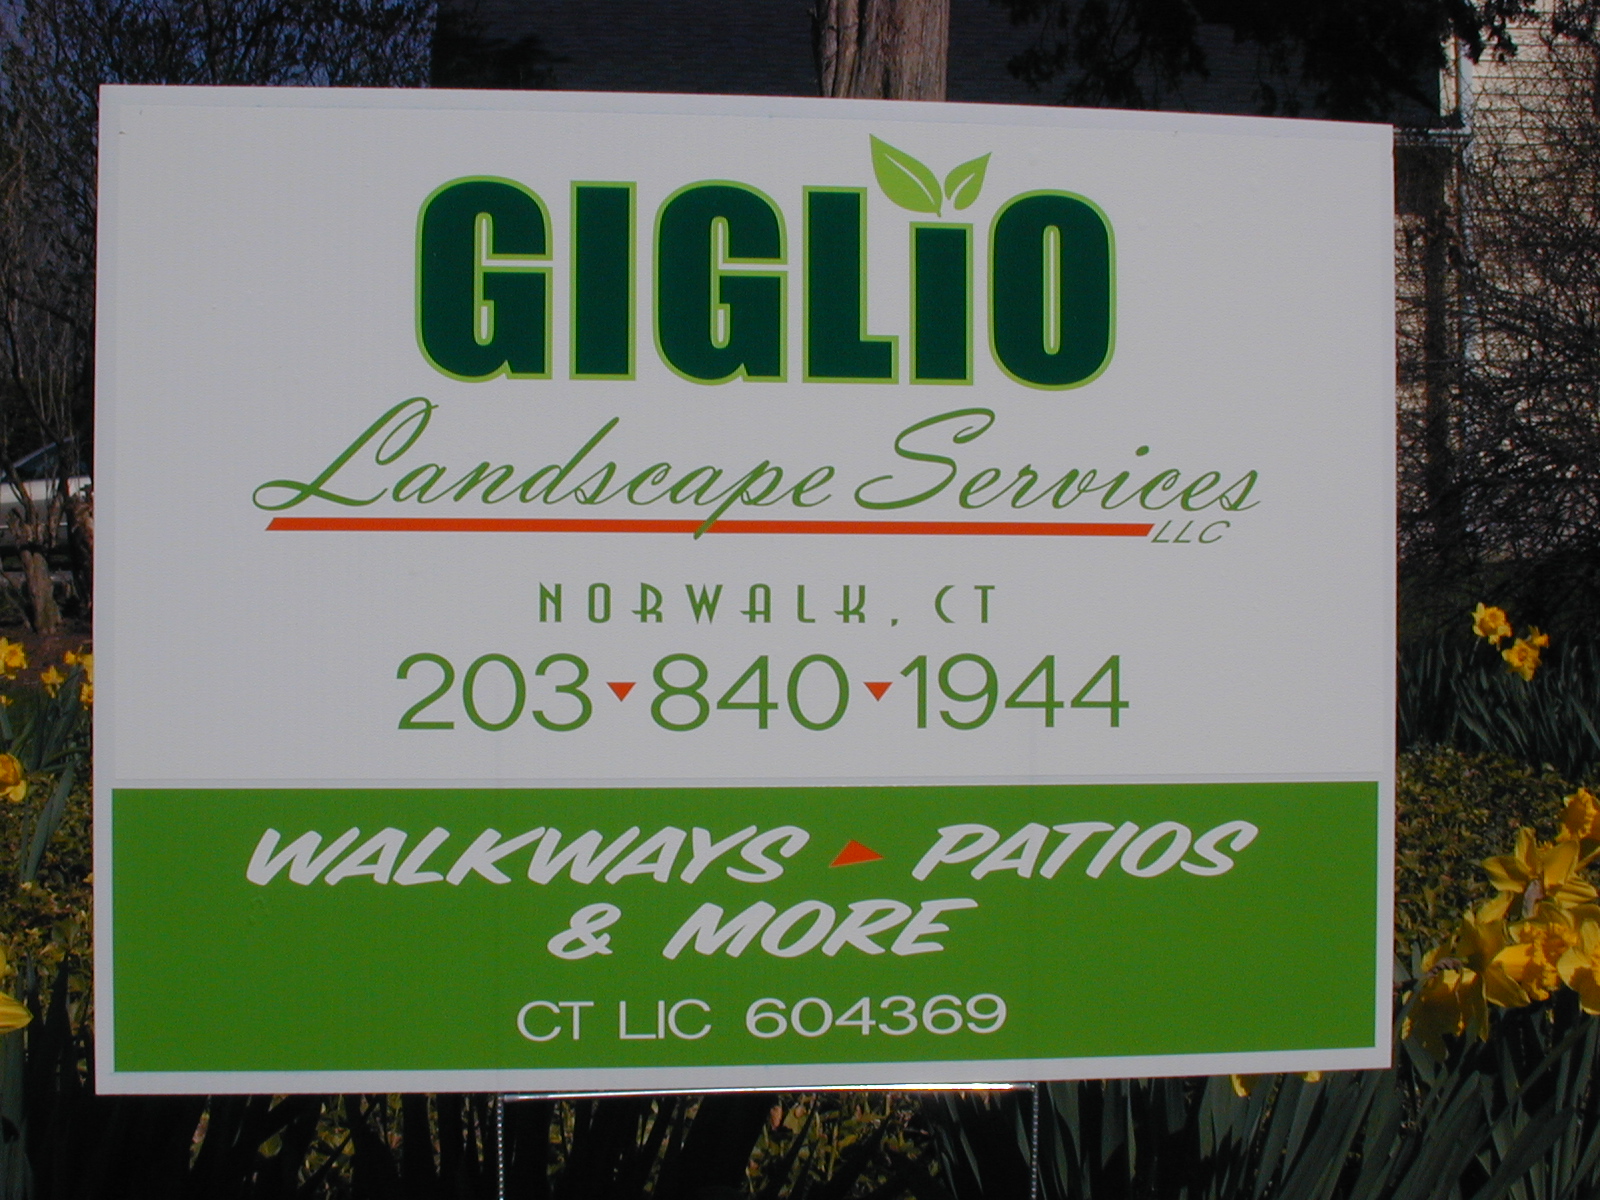 GIGLiO
Landscape Services
LLC
NORWALK, CT
203▾840▾1944
WALKWAYS ▴ PATIOS
& MORE
CT LIC 604369